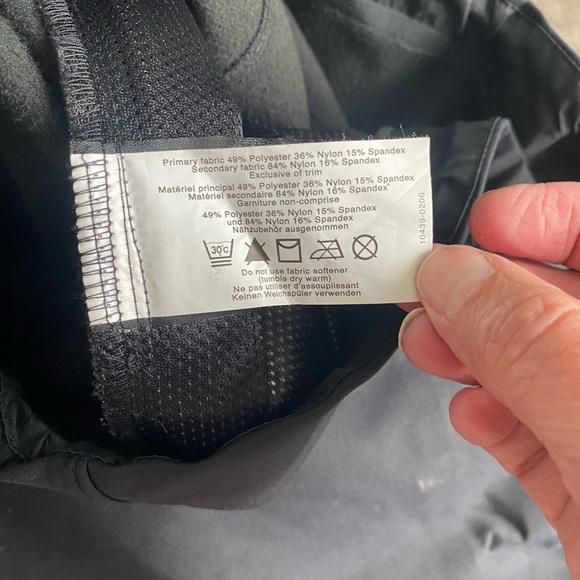 Primary fabric 49% Polyester 36% Nylon 15% Spandex
Secondary fabric 84% Nylon 16% Spandex
Exclusive of trim
Matériel principal 49% Polyester 36% Nylon 15% Spandex
Matériel secondaire 84% Nylon 16% Spandex
Garniture non-comprise
49% Polyester 36% Nylon 15% Spandex
und 84% Nylon 16% Spandex
Nähzubehör ausgenommen
30°C
Do not use fabric softener
(tumble dry warm)
Ne pas utiliser d'assouplissant
Keinen Weichspüler verwenden
10439-0206